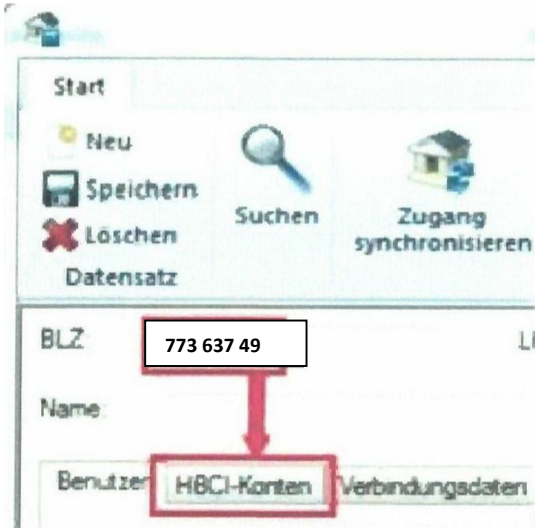 Start
Neu
Speichern
Löschen
Suchen
Zugang
synchronisieren
Datensatz
BLZ: 773 637 49
Name:
Benutzer HBCI-Konten Verbindungsdaten